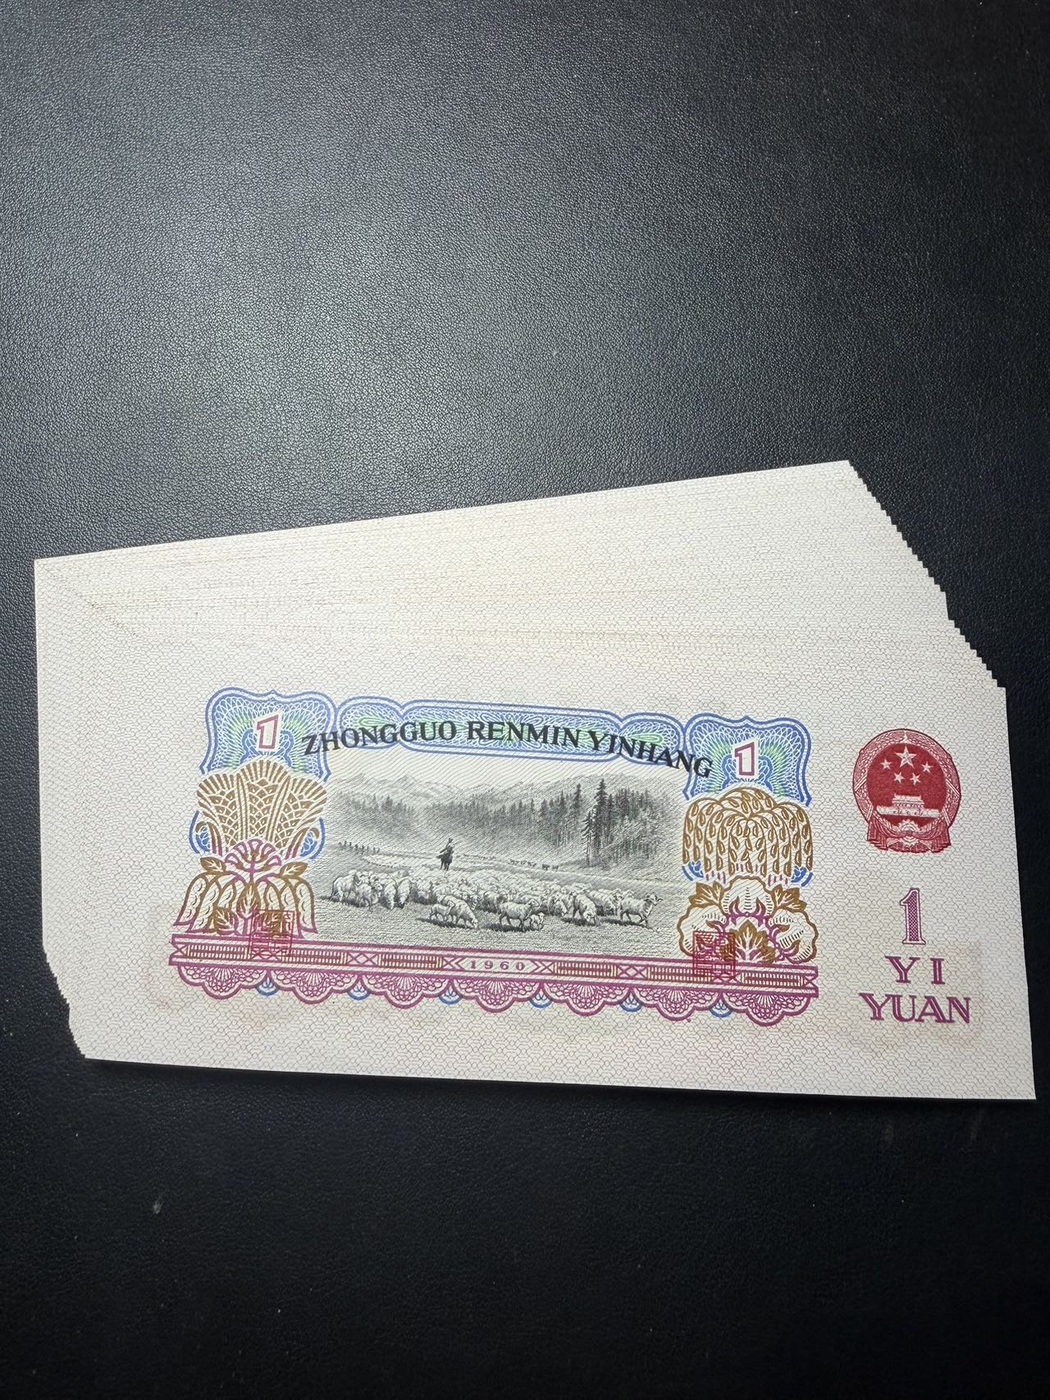 ZHONGGUO RENMIN YINHANG
1
1
1960
1
YI
YUAN